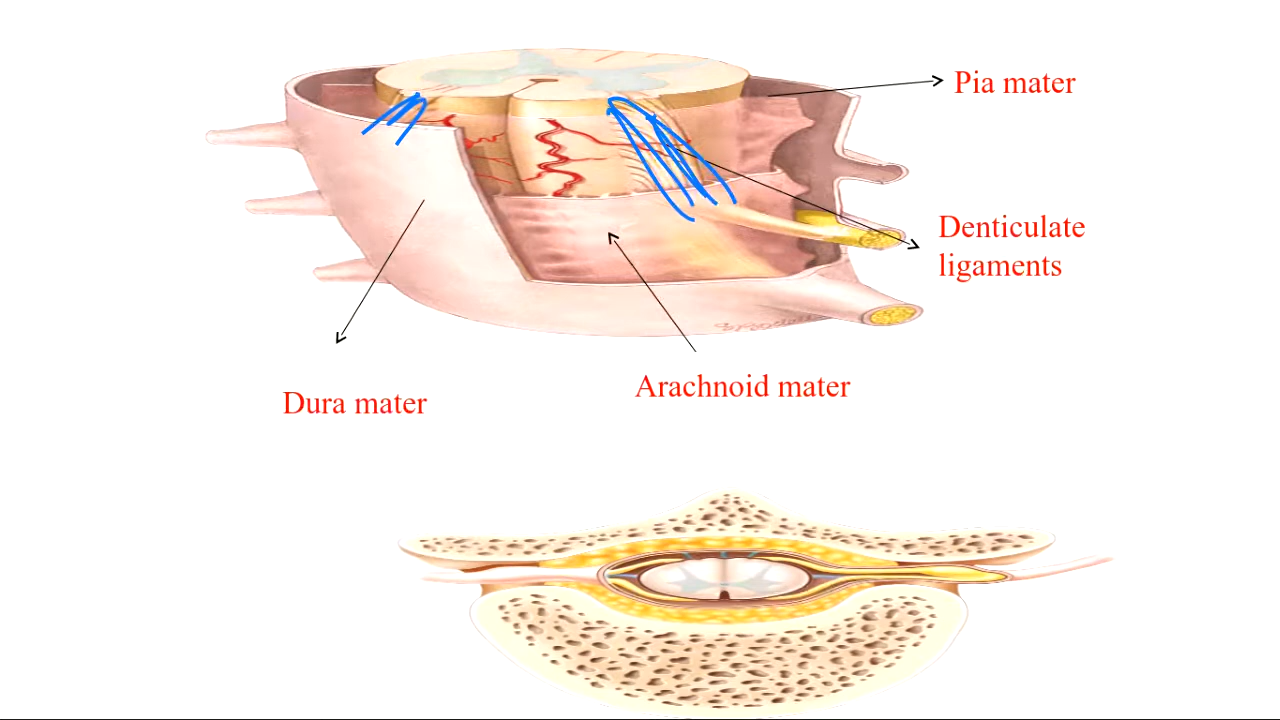 Pia mater
Denticulate
ligaments
Arachnoid mater
Dura mater